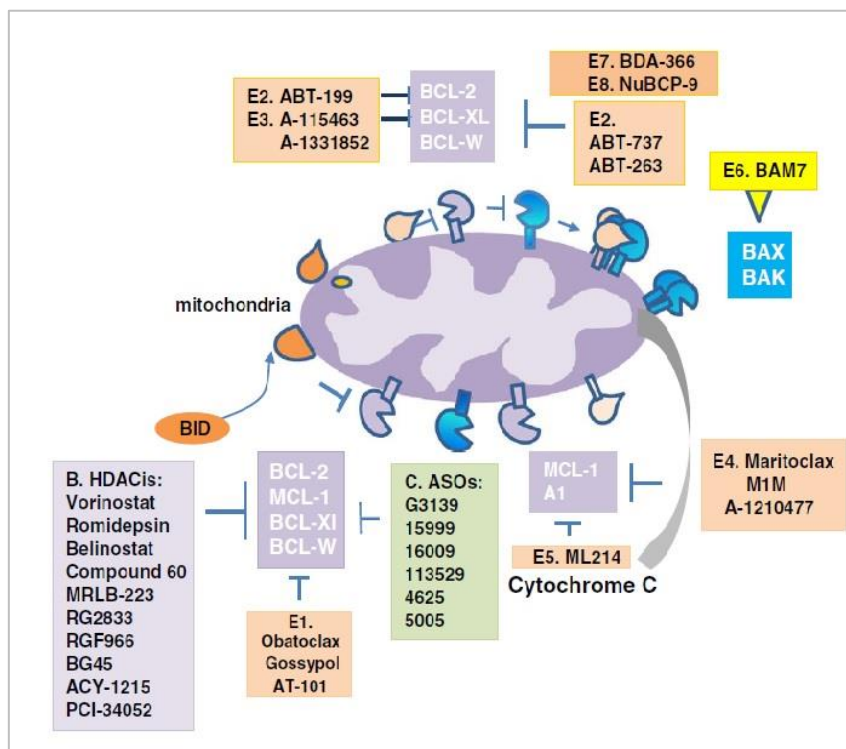 E7. BDA-366
E8. NuBCP-9
E2. ABT-199
E3. A-115463
A-1331852
BCL-2
BCL-XL
BCL-W
E2.
ABT-737
ABT-263
E6. BAM7
BAX
BAK
mitochondria
BID
B. HDACis:
Vorinostat
Romidepsin
Belinostat
Compound 60
MRLB-223
RG2833
RGF966
BG45
ACY-1215
PCI-34052
BCL-2
MCL-1
BCL-XI
BCL-W
C. ASOs:
G3139
15999
16009
113529
4625
5005
MCL-1
A1
E4. Maritoclax
M1M
A-1210477
E5. ML214
Cytochrome C
E1.
Obatoclax
Gossypol
AT-101